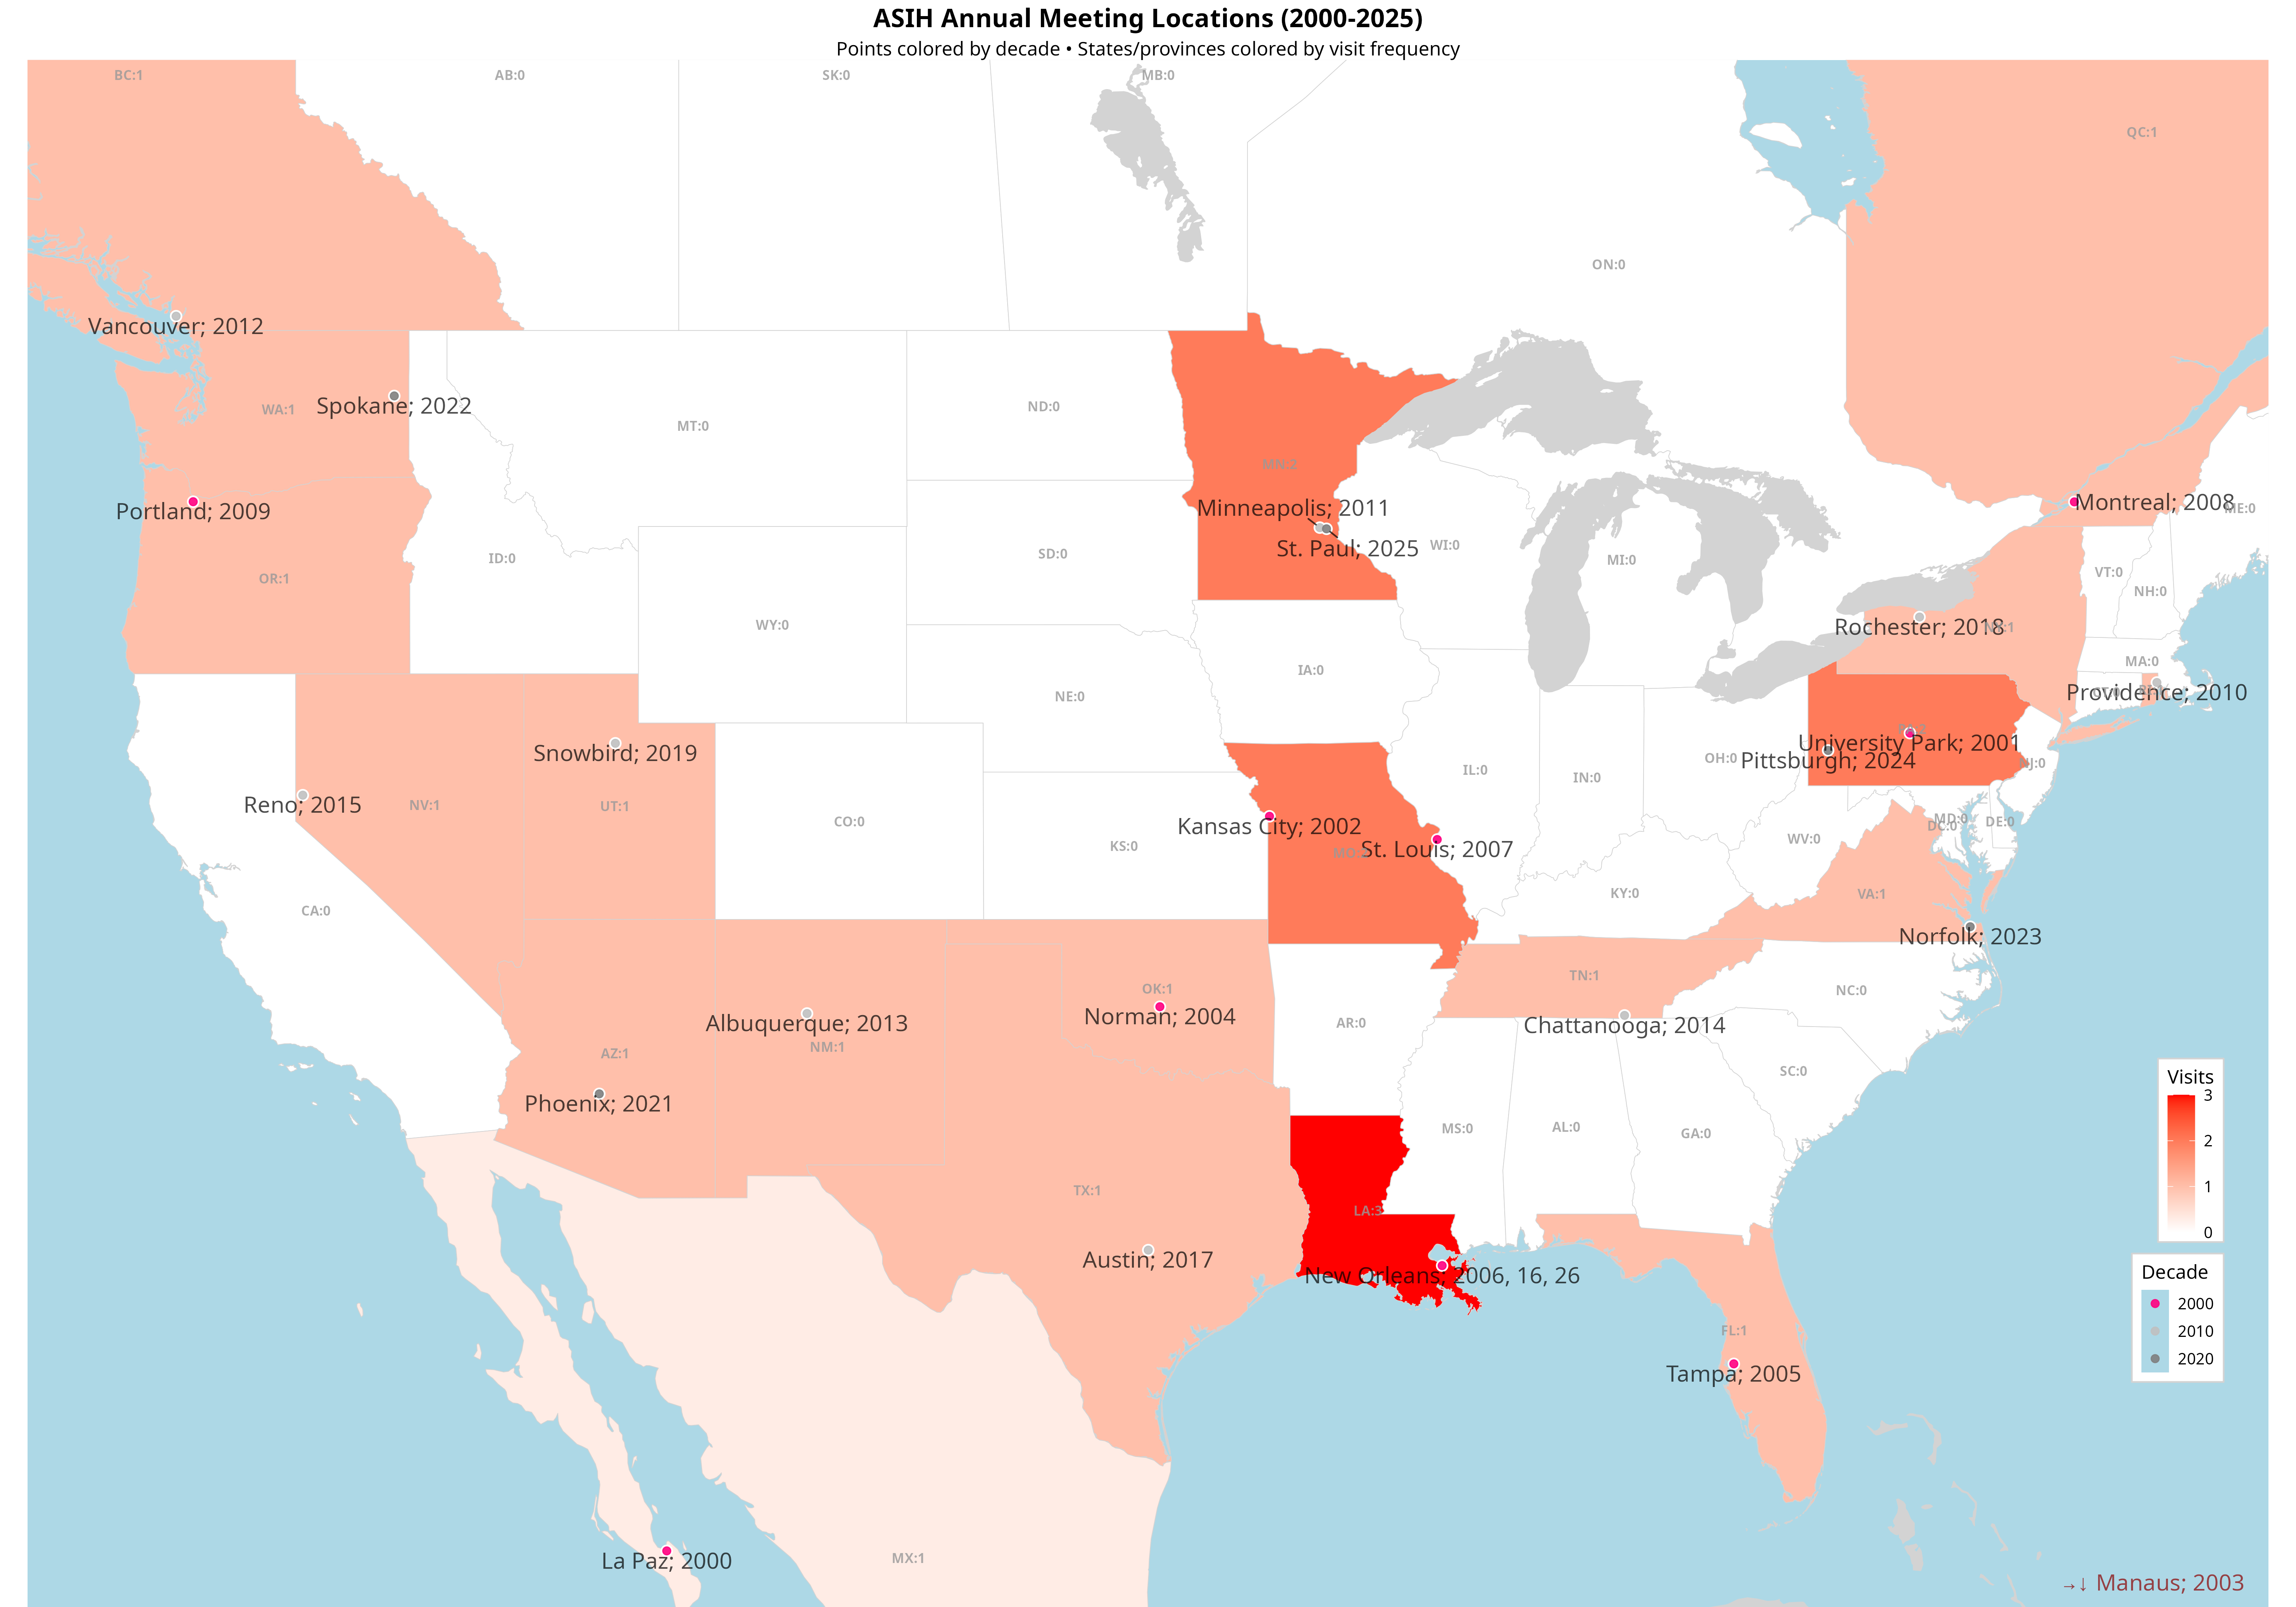 ASIH Annual Meeting Locations (2000-2025)
Points colored by decade • States/provinces colored by visit frequency
BC:1
AB:0
SK:0
MB:0
QC:1
ON:0
Vancouver; 2012
Spokane; 2022
WA:1
MT:0
ND:0
MN:2
Portland; 2009
Minneapolis; 2011
Montreal; 2008
ME:0
St. Paul; 2025
WI:0
MI:0
ID:0
SD:0
OR:1
VT:0
NH:0
WY:0
Rochester; 2018
NY:1
IA:0
MA:0
NE:0
Providence; 2010
CT:0
Snowbird; 2019
University Park; 2001
Pittsburgh; 2024
OH:0
NJ:0
IL:0
IN:0
Reno; 2015
NV:1
UT:1
CO:0
Kansas City; 2002
MD:0
DC:0
DE:0
WV:0
KS:0
St. Louis; 2007
CA:0
KY:0
VA:1
Norfolk; 2023
TN:1
OK:1
NC:0
Norman; 2004
Albuquerque; 2013
AR:0
Chattanooga; 2014
NM:1
AZ:1
SC:0
Phoenix; 2021
MS:0
AL:0
GA:0
TX:1
LA:3
Austin; 2017
New Orleans; 2006, 16, 26
FL:1
Tampa; 2005
La Paz; 2000
MX:1
→↓ Manaus; 2003
Visits
3
2
1
0
Decade
2000
2010
2020